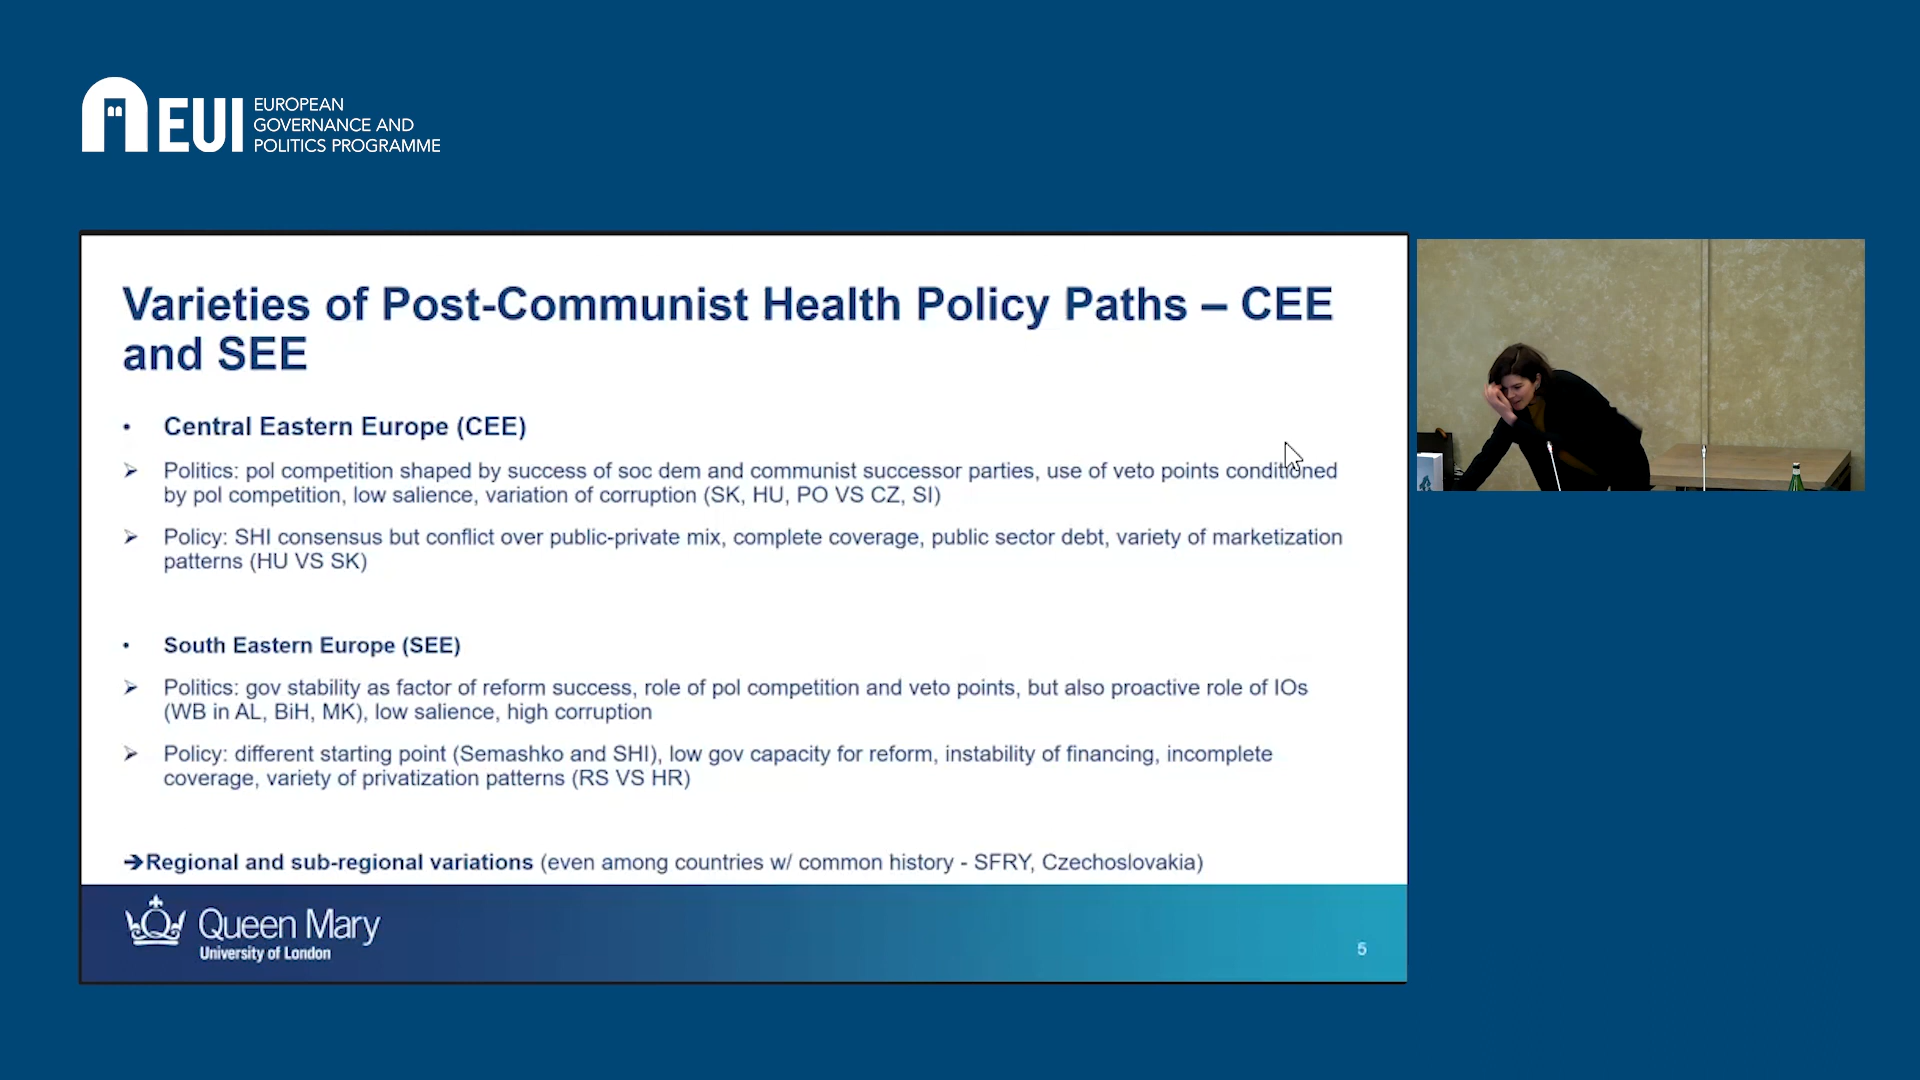 EUI
EUROPEAN
GOVERNANCE AND
POLITICS PROGRAMME
Varieties of Post-Communist Health Policy Paths – CEE
and SEE
• Central Eastern Europe (CEE)
➢ Politics: pol competition shaped by success of soc dem and communist successor parties, use of veto points conditioned
by pol competition, low salience, variation of corruption (SK, HU, PO VS CZ, SI)
➢ Policy: SHI consensus but conflict over public-private mix, complete coverage, public sector debt, variety of marketization
patterns (HU VS SK)
• South Eastern Europe (SEE)
➢ Politics: gov stability as factor of reform success, role of pol competition and veto points, but also proactive role of IOs
(WB in AL, BiH, MK), low salience, high corruption
➢ Policy: different starting point (Semashko and SHI), low gov capacity for reform, instability of financing, incomplete
coverage, variety of privatization patterns (RS VS HR)
➔Regional and sub-regional variations (even among countries w/ common history - SFRY, Czechoslovakia)
Queen Mary
University of London
5